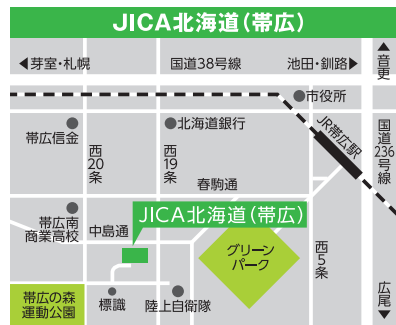 JICA北海道(帯広)
◀芽室・札幌
国道38号線
池田・釧路▶
▲音更
市役所
帯広信金
北海道銀行
JR帯広駅
国道236号線
西20条
西19条
春駒通
帯広南
商業高校
中島通
JICA北海道(帯広)
グリーン
パーク
西5条
広尾▼
帯広の森
運動公園
標識
陸上自衛隊